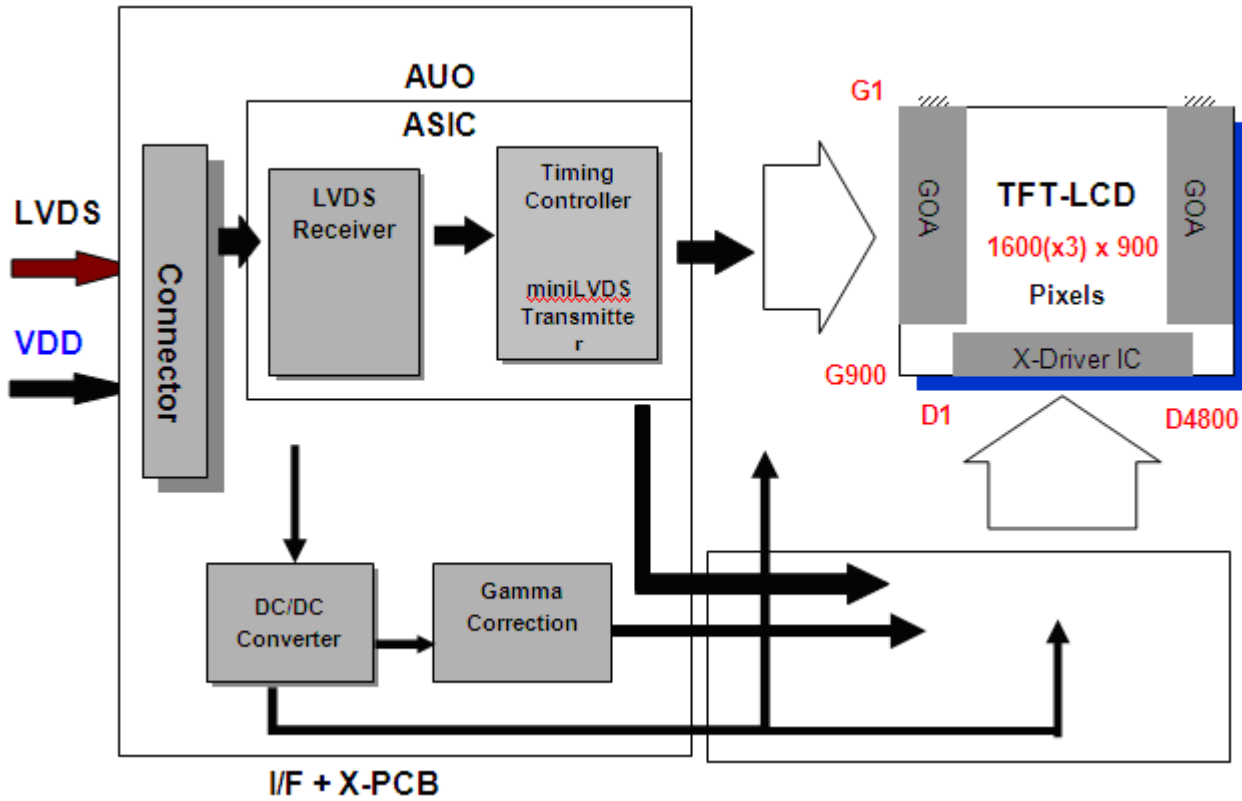 AUO
ASIC
LVDS
VDD
Connector
LVDS
Receiver
Timing
Controller
miniLVDS
Transmitte
r
DC/DC
Converter
Gamma
Correction
I/F + X-PCB
G1
GOA
TFT-LCD
1600(x3) x 900
Pixels
GOA
X-Driver IC
G900
D1
D4800